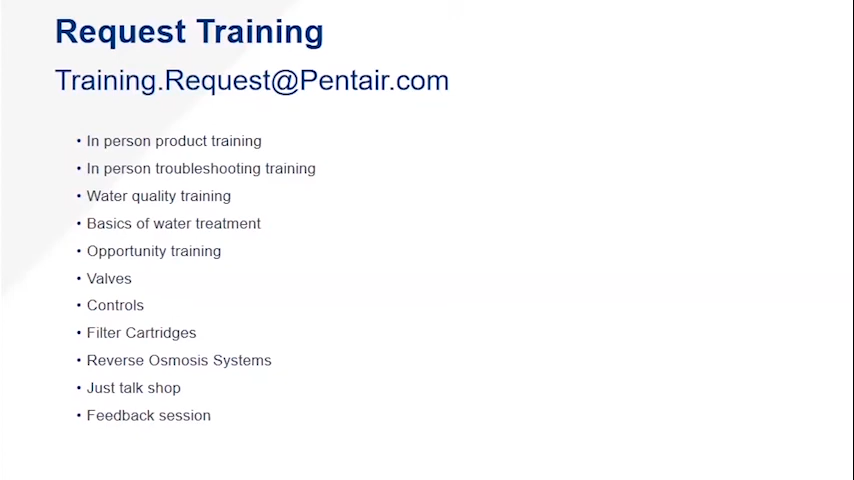 Request Training
Training.Request@Pentair.com
• In person product training
• In person troubleshooting training
• Water quality training
• Basics of water treatment
• Opportunity training
• Valves
• Controls
• Filter Cartridges
• Reverse Osmosis Systems
• Just talk shop
• Feedback session